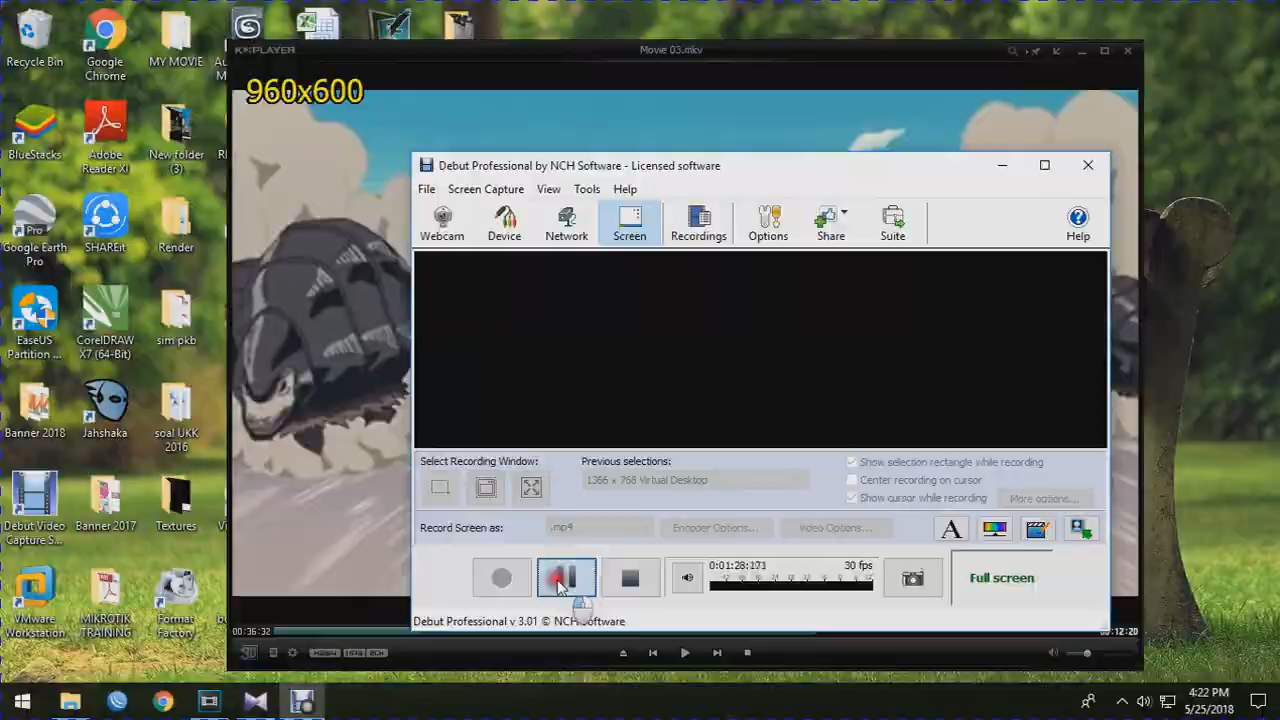 KMPLAYER
Movie 03.mkv
960x600
Recycle Bin
Google
Chrome
MY MOVIE
BlueStacks
Adobe
Reader XI
New folder
(3)
Google Earth
Pro
SHAREit
Render
EaseUS
Partition ...
CorelDRAW
X7 (64-Bit)
sim pkb
Banner 2018
Jahshaka
soal UKK
2016
Debut Video
Capture S...
Banner 2017
Textures
VMware
Workstation
MIKROTIK
TRAINING
Format
Factory
Debut Professional by NCH Software - Licensed software
File Screen Capture View Tools Help
Webcam Device Network Screen Recordings Options Share Suite Help
Select Recording Window:
Previous selections:
1366 x 768 Virtual Desktop
Show selection rectangle while recording
Center recording on cursor
Show cursor while recording
More options...
Record Screen as:
.mp4
Encoder Options...
Video Options...
0:01:28:171
30 fps
Full screen
Debut Professional v 3.01 © NCH Software
00:36:32
4:22 PM
5/25/2018